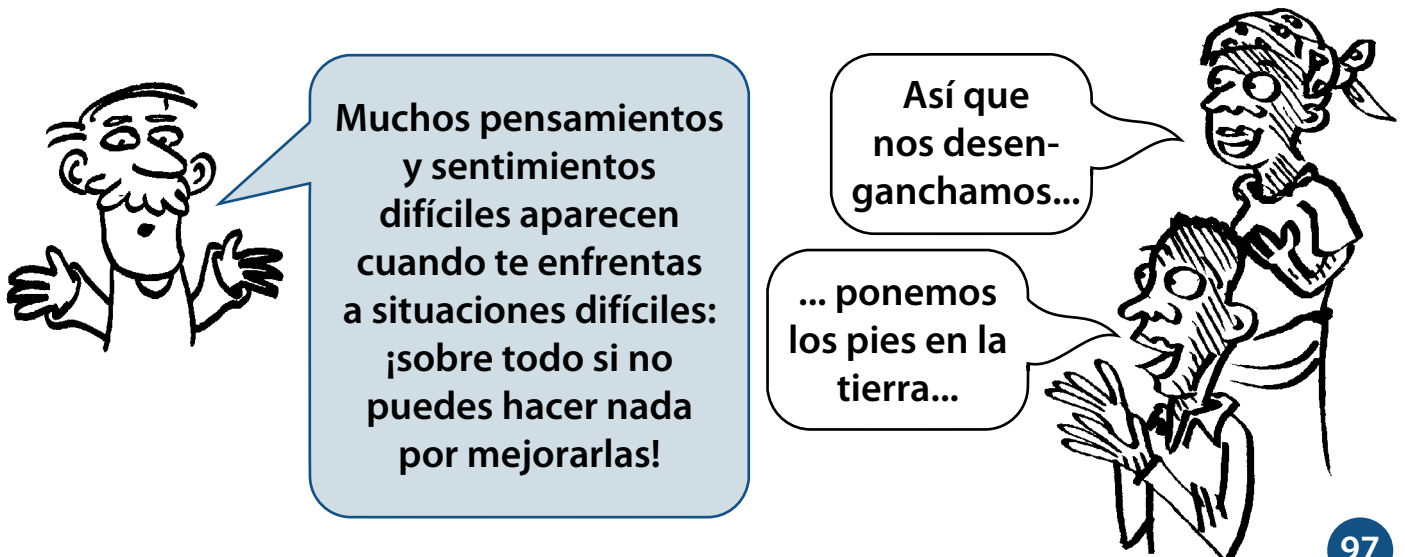 Muchos pensamientos
y sentimientos
difíciles aparecen
cuando te enfrentas
a situaciones difíciles:
¡sobre todo si no
puedes hacer nada
por mejorarlas!
Así que
nos desen-
ganchamos...
... ponemos
los pies en la
tierra...
97